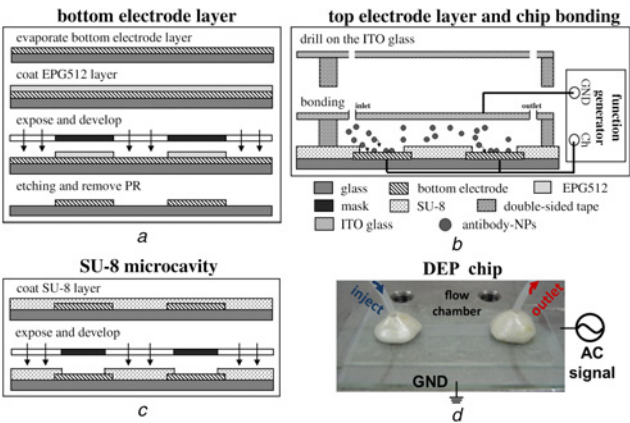 bottom electrode layer
evaporate bottom electrode layer
coat EPG512 layer
expose and develop
etching and remove PR
a
top electrode layer and chip bonding
drill on the ITO glass
bonding
inlet
outlet
GND
Ch
function
generator
glass
bottom electrode
EPG512
mask
SU-8
double-sided tape
ITO glass
antibody-NPs
b
SU-8 microcavity
coat SU-8 layer
expose and develop
c
DEP chip
inject
flow
chamber
outlet
AC
signal
GND
d